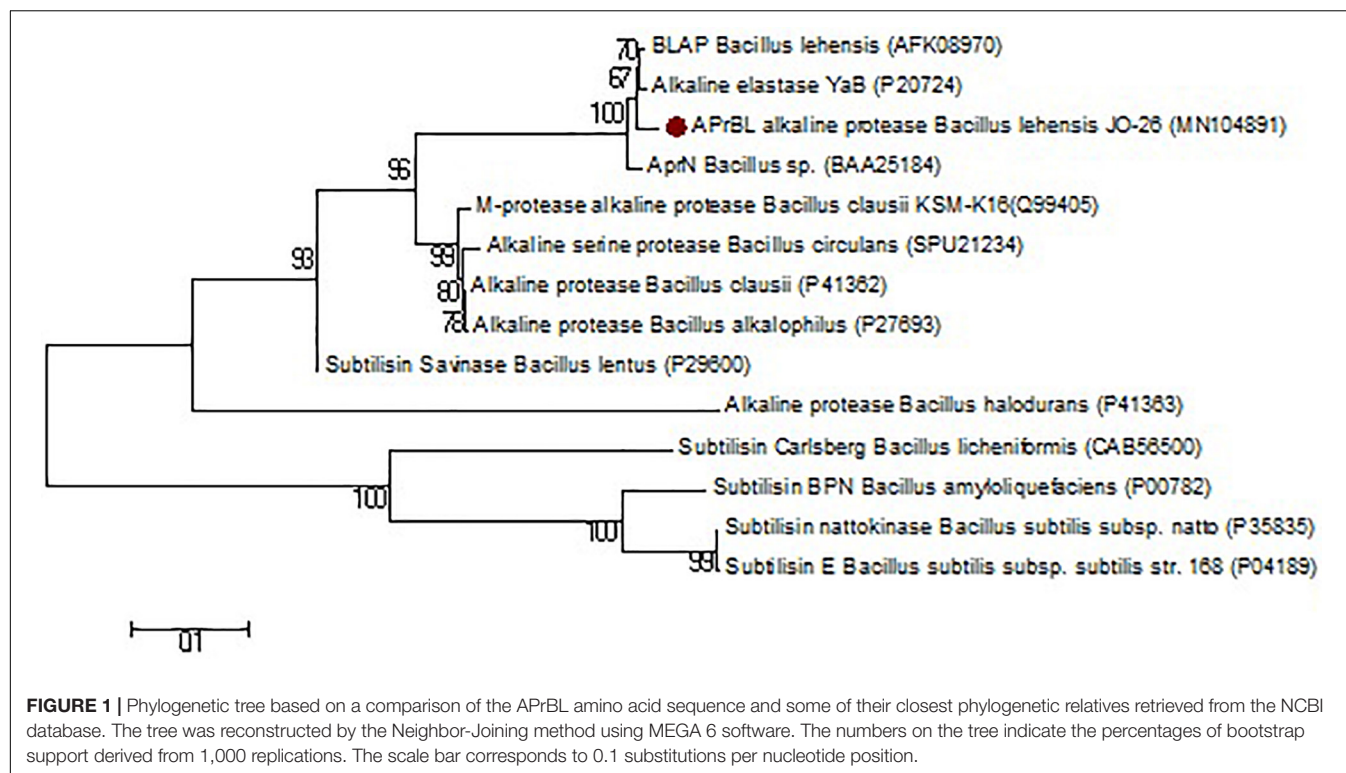 70
BLAP Bacillus lehensis (AFK08970)
67
Alkaline elastase YaB (P20724)
100
APrBL alkaline protease Bacillus lehensis JO-26 (MN104891)
AprN Bacillus sp. (BAA25184)
96
M-protease alkaline protease Bacillus clausii KSM-K16(Q99405)
93
99
Alkaline serine protease Bacillus circulans (SPU21234)
80
Alkaline protease Bacillus clausii (P41362)
78
Alkaline protease Bacillus alkalophilus (P27693)
Subtilisin Savinase Bacillus lentus (P29600)
Alkaline protease Bacillus halodurans (P41363)
Subtilisin Carlsberg Bacillus licheniformis (CAB56500)
100
Subtilisin BPN Bacillus amyloliquefaciens (P00782)
100
Subtilisin nattokinase Bacillus subtilis subsp. natto (P35835)
99
Subtilisin E Bacillus subtilis subsp. subtilis str. 168 (P04189)
0.1
FIGURE 1 | Phylogenetic tree based on a comparison of the APrBL amino acid sequence and some of their closest phylogenetic relatives retrieved from the NCBI
database. The tree was reconstructed by the Neighbor-Joining method using MEGA 6 software. The numbers on the tree indicate the percentages of bootstrap
support derived from 1,000 replications. The scale bar corresponds to 0.1 substitutions per nucleotide position.